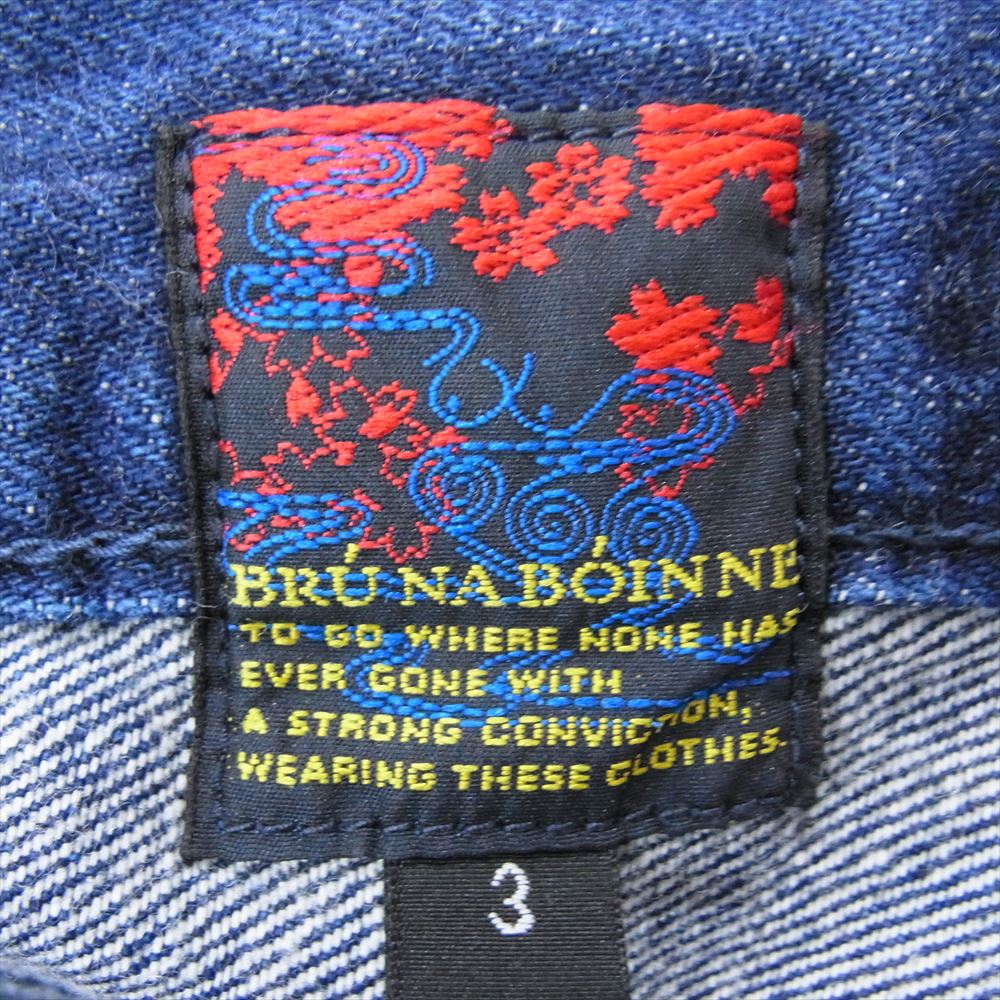 BRÚ NA BÓINNE
TO GO WHERE NONE HAS
EVER GONE WITH
A STRONG CONVICTION,
WEARING THESE CLOTHES.
3